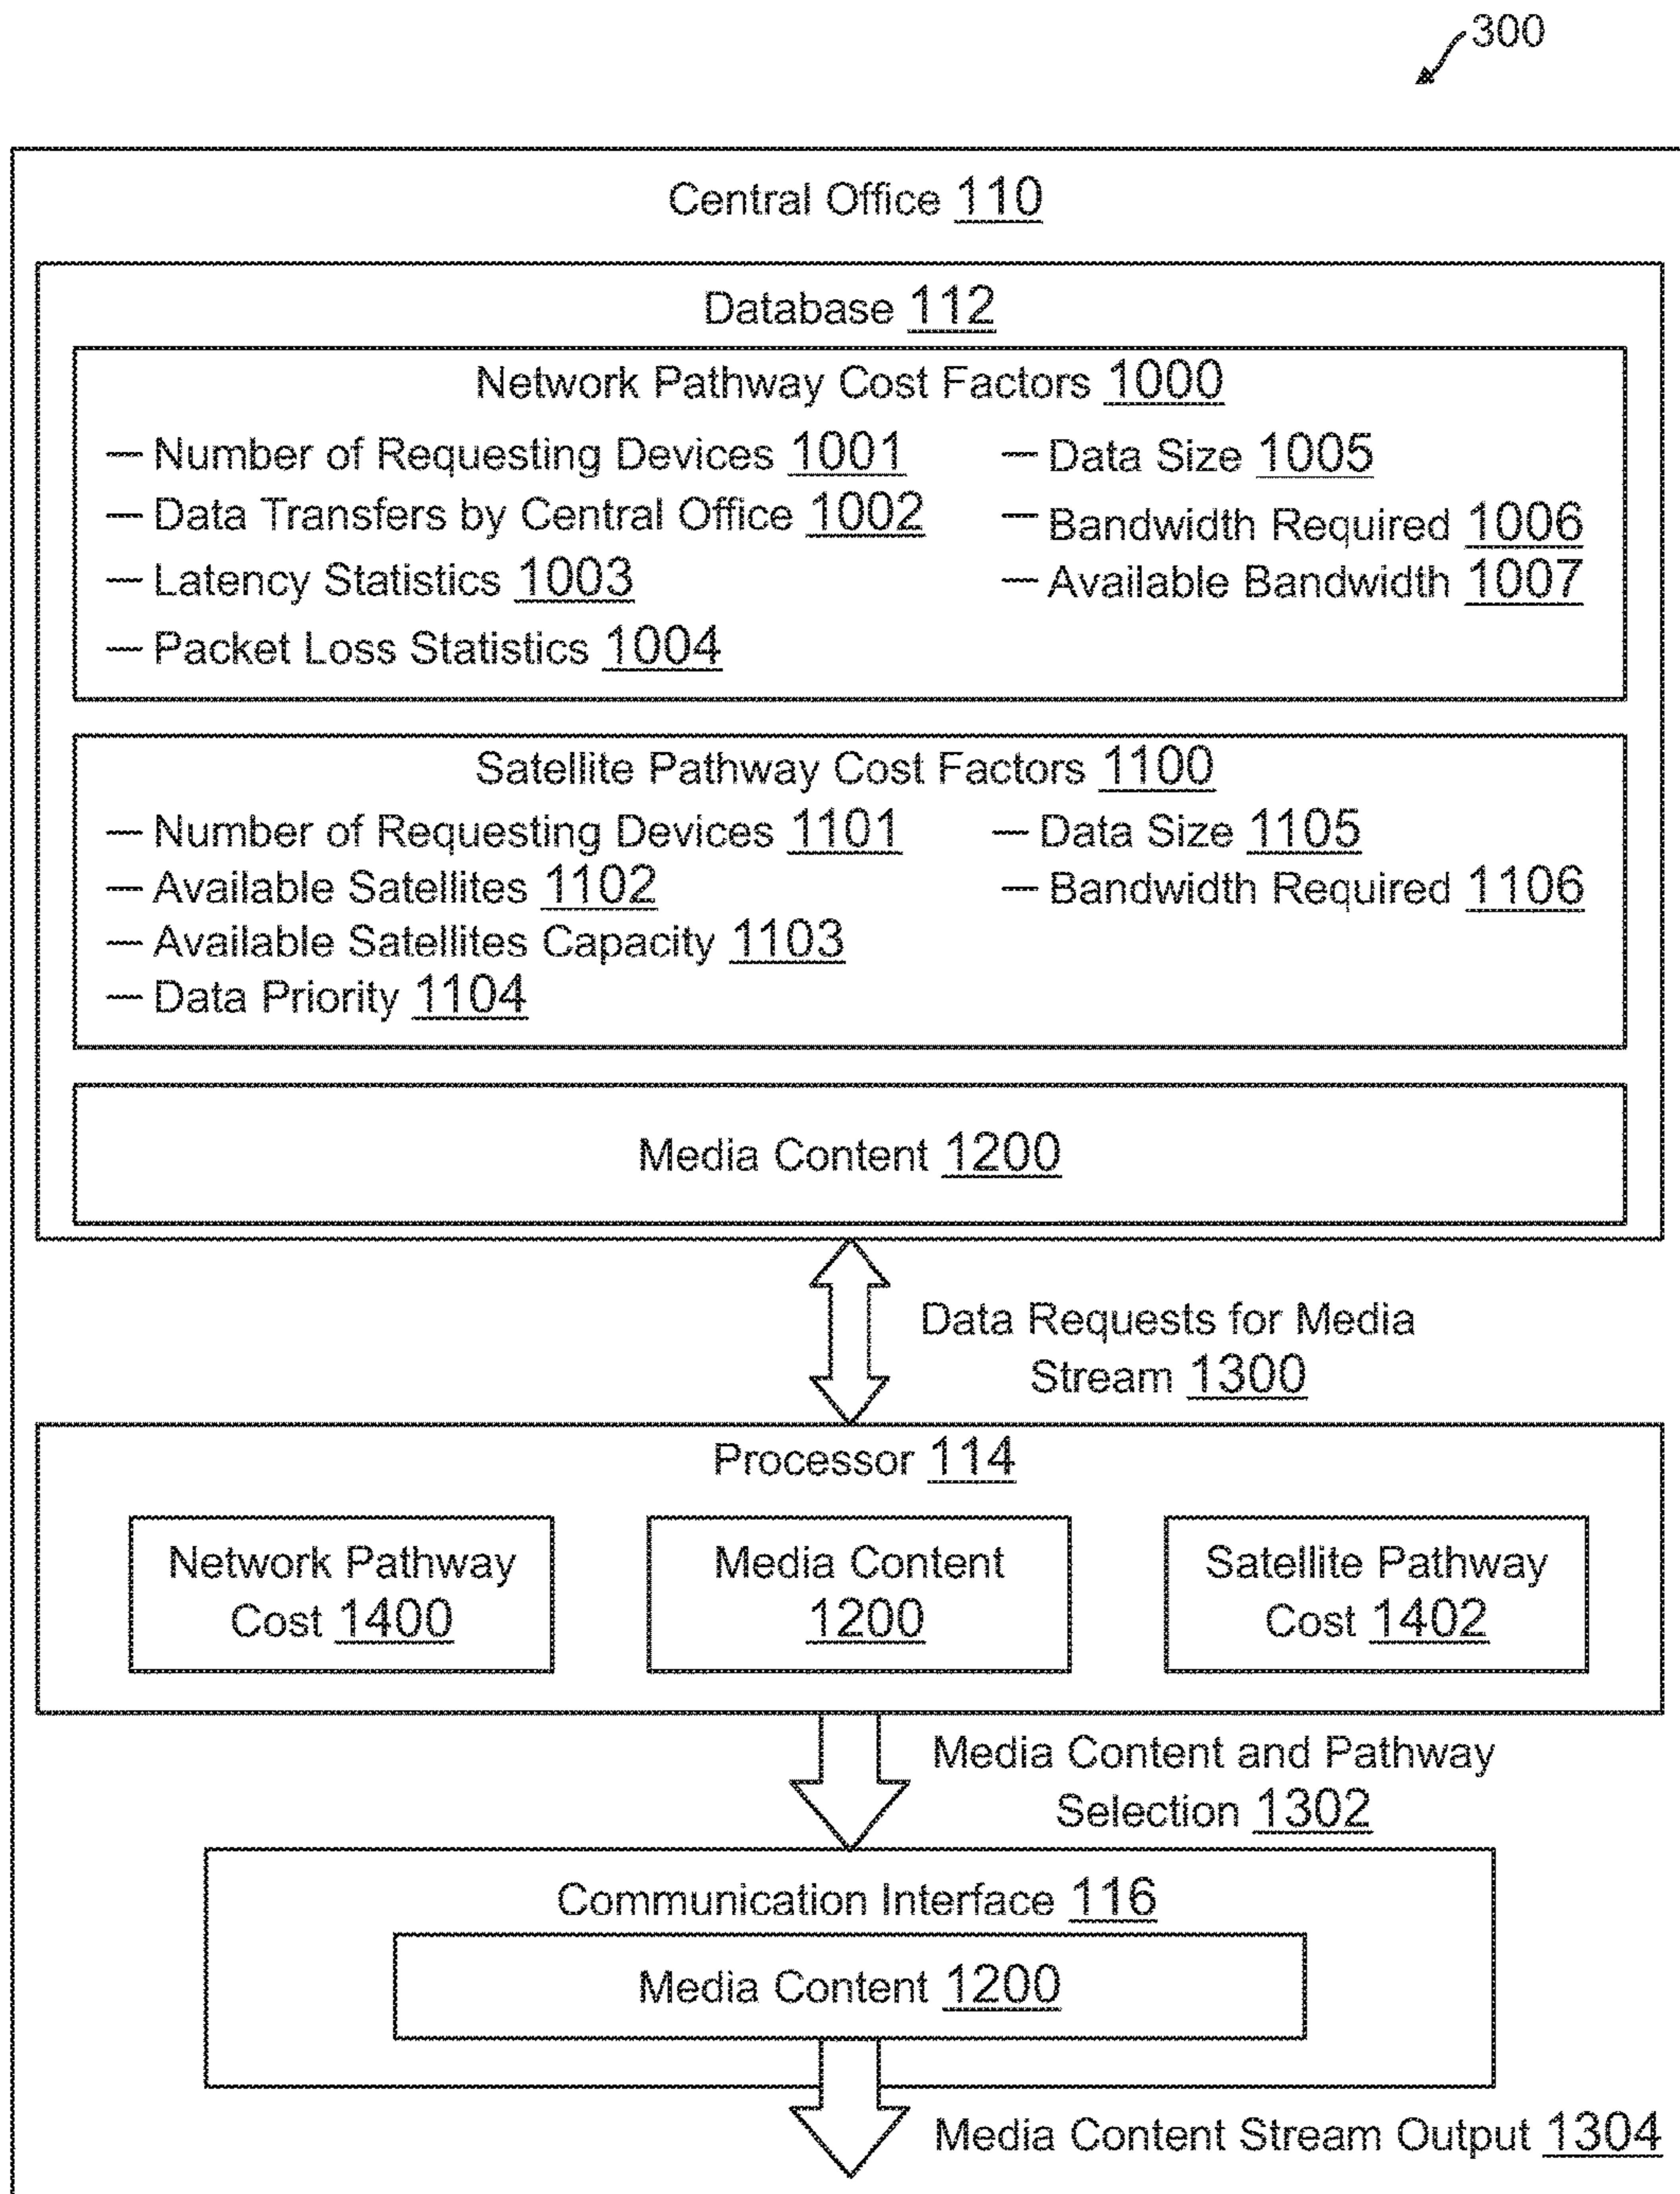 300
Central Office 110
Database 112
Network Pathway Cost Factors 1000
— Number of Requesting Devices 1001
— Data Transfers by Central Office 1002
— Latency Statistics 1003
— Packet Loss Statistics 1004
— Data Size 1005
— Bandwidth Required 1006
— Available Bandwidth 1007
Satellite Pathway Cost Factors 1100
— Number of Requesting Devices 1101
— Available Satellites 1102
— Available Satellites Capacity 1103
— Data Priority 1104
— Data Size 1105
— Bandwidth Required 1106
Media Content 1200
Data Requests for Media
Stream 1300
Processor 114
Network Pathway
Cost 1400
Media Content
1200
Satellite Pathway
Cost 1402
Media Content and Pathway
Selection 1302
Communication Interface 116
Media Content 1200
Media Content Stream Output 1304